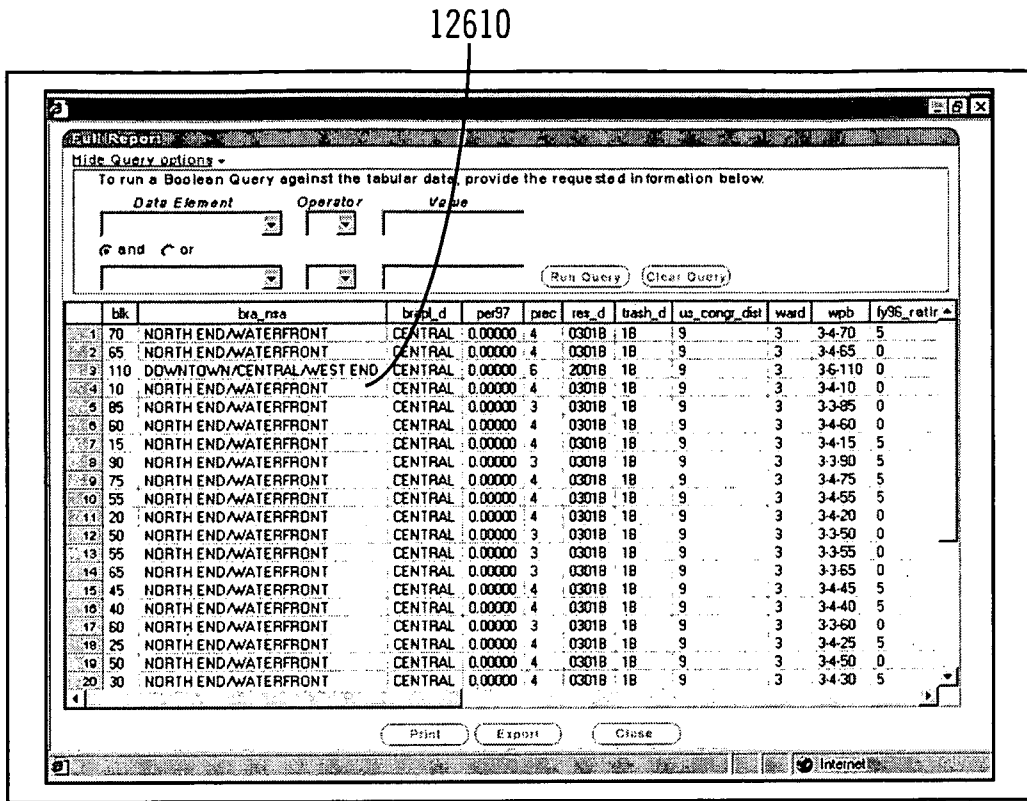 12610
Full Report
Hide Query options
To run a Boolean Query against the tabular data, provide the requested information below.
Data Element Operator Value
and or
Run Query Clear Query
blk bra_nsa brapl_d per97 prec res_d trash_d us_congr_dist ward wpb fy96_ratir
1 70 NORTH END/WATERFRONT CENTRAL 0.00000 4 0301B 1B 9 3 3-4-70 5
2 65 NORTH END/WATERFRONT CENTRAL 0.00000 4 0301B 1B 9 3 3-4-65 0
3 110 DOWNTOWN/CENTRAL/WEST END CENTRAL 0.00000 6 2001B 1B 9 3 3-6-110 0
4 10 NORTH END/WATERFRONT CENTRAL 0.00000 4 0301B 1B 9 3 3-4-10 0
5 85 NORTH END/WATERFRONT CENTRAL 0.00000 3 0301B 1B 9 3 3-3-85 0
6 60 NORTH END/WATERFRONT CENTRAL 0.00000 4 0301B 1B 9 3 3-4-60 0
7 15 NORTH END/WATERFRONT CENTRAL 0.00000 4 0301B 1B 9 3 3-4-15 5
8 90 NORTH END/WATERFRONT CENTRAL 0.00000 3 0301B 1B 9 3 3-3-90 5
9 75 NORTH END/WATERFRONT CENTRAL 0.00000 4 0301B 1B 9 3 3-4-75 5
10 55 NORTH END/WATERFRONT CENTRAL 0.00000 4 0301B 1B 9 3 3-4-55 5
11 20 NORTH END/WATERFRONT CENTRAL 0.00000 4 0301B 1B 9 3 3-4-20 0
12 50 NORTH END/WATERFRONT CENTRAL 0.00000 3 0301B 1B 9 3 3-3-50 0
13 55 NORTH END/WATERFRONT CENTRAL 0.00000 3 0301B 1B 9 3 3-3-55 0
14 65 NORTH END/WATERFRONT CENTRAL 0.00000 3 0301B 1B 9 3 3-3-65 0
15 45 NORTH END/WATERFRONT CENTRAL 0.00000 4 0301B 1B 9 3 3-4-45 5
16 40 NORTH END/WATERFRONT CENTRAL 0.00000 4 0301B 1B 9 3 3-4-40 5
17 60 NORTH END/WATERFRONT CENTRAL 0.00000 3 0301B 1B 9 3 3-3-60 0
18 25 NORTH END/WATERFRONT CENTRAL 0.00000 4 0301B 1B 9 3 3-4-25 5
19 50 NORTH END/WATERFRONT CENTRAL 0.00000 4 0301B 1B 9 3 3-4-50 0
20 30 NORTH END/WATERFRONT CENTRAL 0.00000 4 0301B 1B 9 3 3-4-30 5
Print Export Close
Internet